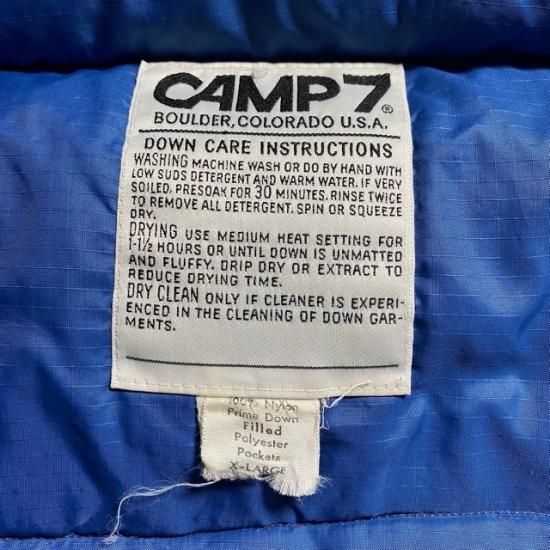 CAMP 7®
BOULDER, COLORADO U.S.A.
DOWN CARE INSTRUCTIONS
WASHING MACHINE WASH OR DO BY HAND WITH
LOW SUDS DETERGENT AND WARM WATER. IF VERY
SOILED, PRESOAK FOR 30 MINUTES. RINSE TWICE
TO REMOVE ALL DETERGENT. SPIN OR SQUEEZE
DRY.
DRYING USE MEDIUM HEAT SETTING FOR
1-1½ HOURS OR UNTIL DOWN IS UNMATTED
AND FLUFFY. DRIP DRY OR EXTRACT TO
REDUCE DRYING TIME.
DRY CLEAN ONLY IF CLEANER IS EXPERI-
ENCED IN THE CLEANING OF DOWN GAR-
MENTS.
100% Nylon
Prime Down
Filled
Polyester
Pockets
X-LARGE